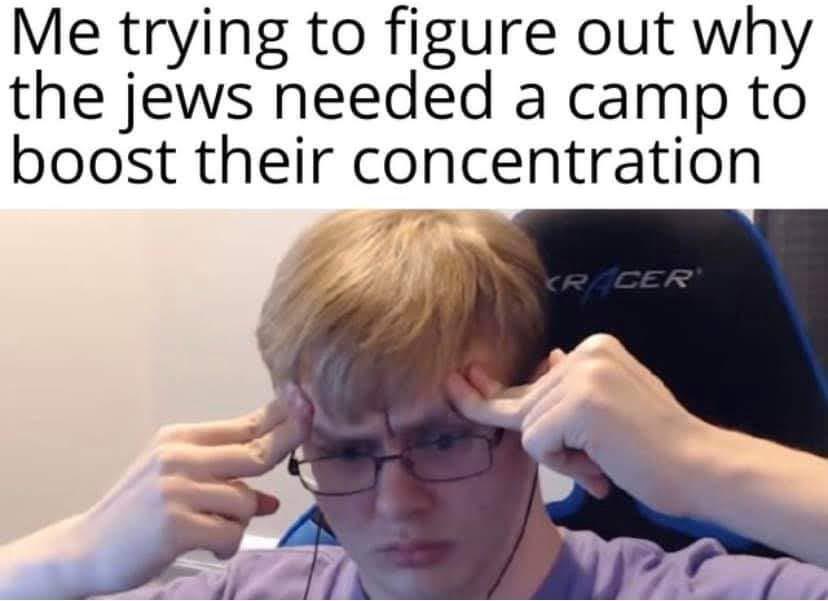 Me trying to figure out why
the jews needed a camp to
boost their concentration
RACER